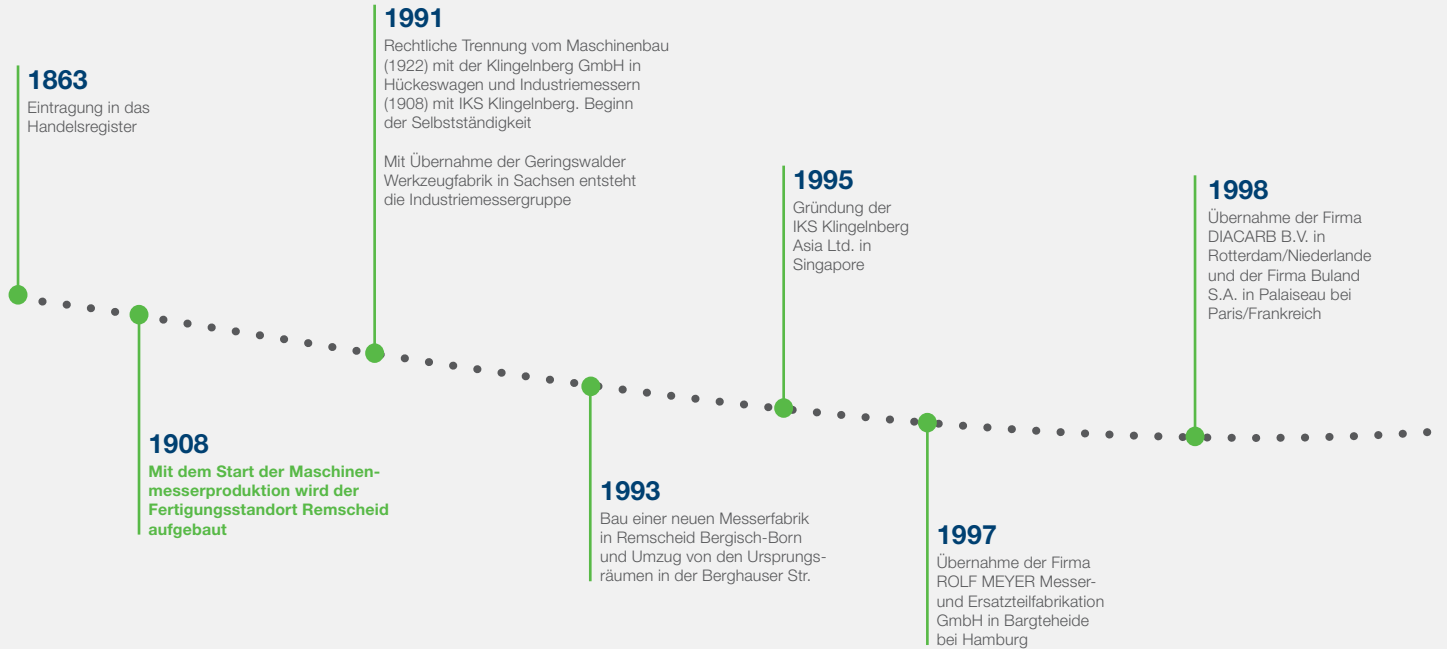 1863
Eintragung in das
Handelsregister
1908
Mit dem Start der Maschinen-
messerproduktion wird der
Fertigungsstandort Remscheid
aufgebaut
1991
Rechtliche Trennung vom Maschinenbau
(1922) mit der Klingelnberg GmbH in
Hückeswagen und Industriemessern
(1908) mit IKS Klingelnberg. Beginn
der Selbstständigkeit
Mit Übernahme der Geringswalder
Werkzeugfabrik in Sachsen entsteht
die Industriemessergruppe
1993
Bau einer neuen Messerfabrik
in Remscheid Bergisch-Born
und Umzug von den Ursprungs-
räumen in der Berghauser Str.
1995
Gründung der
IKS Klingelnberg
Asia Ltd. in
Singapore
1997
Übernahme der Firma
ROLF MEYER Messer-
und Ersatzteilfabrikation
GmbH in Bargteheide
bei Hamburg
1998
Übernahme der Firma
DIACARB B.V. in
Rotterdam/Niederlande
und der Firma Buland
S.A. in Palaiseau bei
Paris/Frankreich